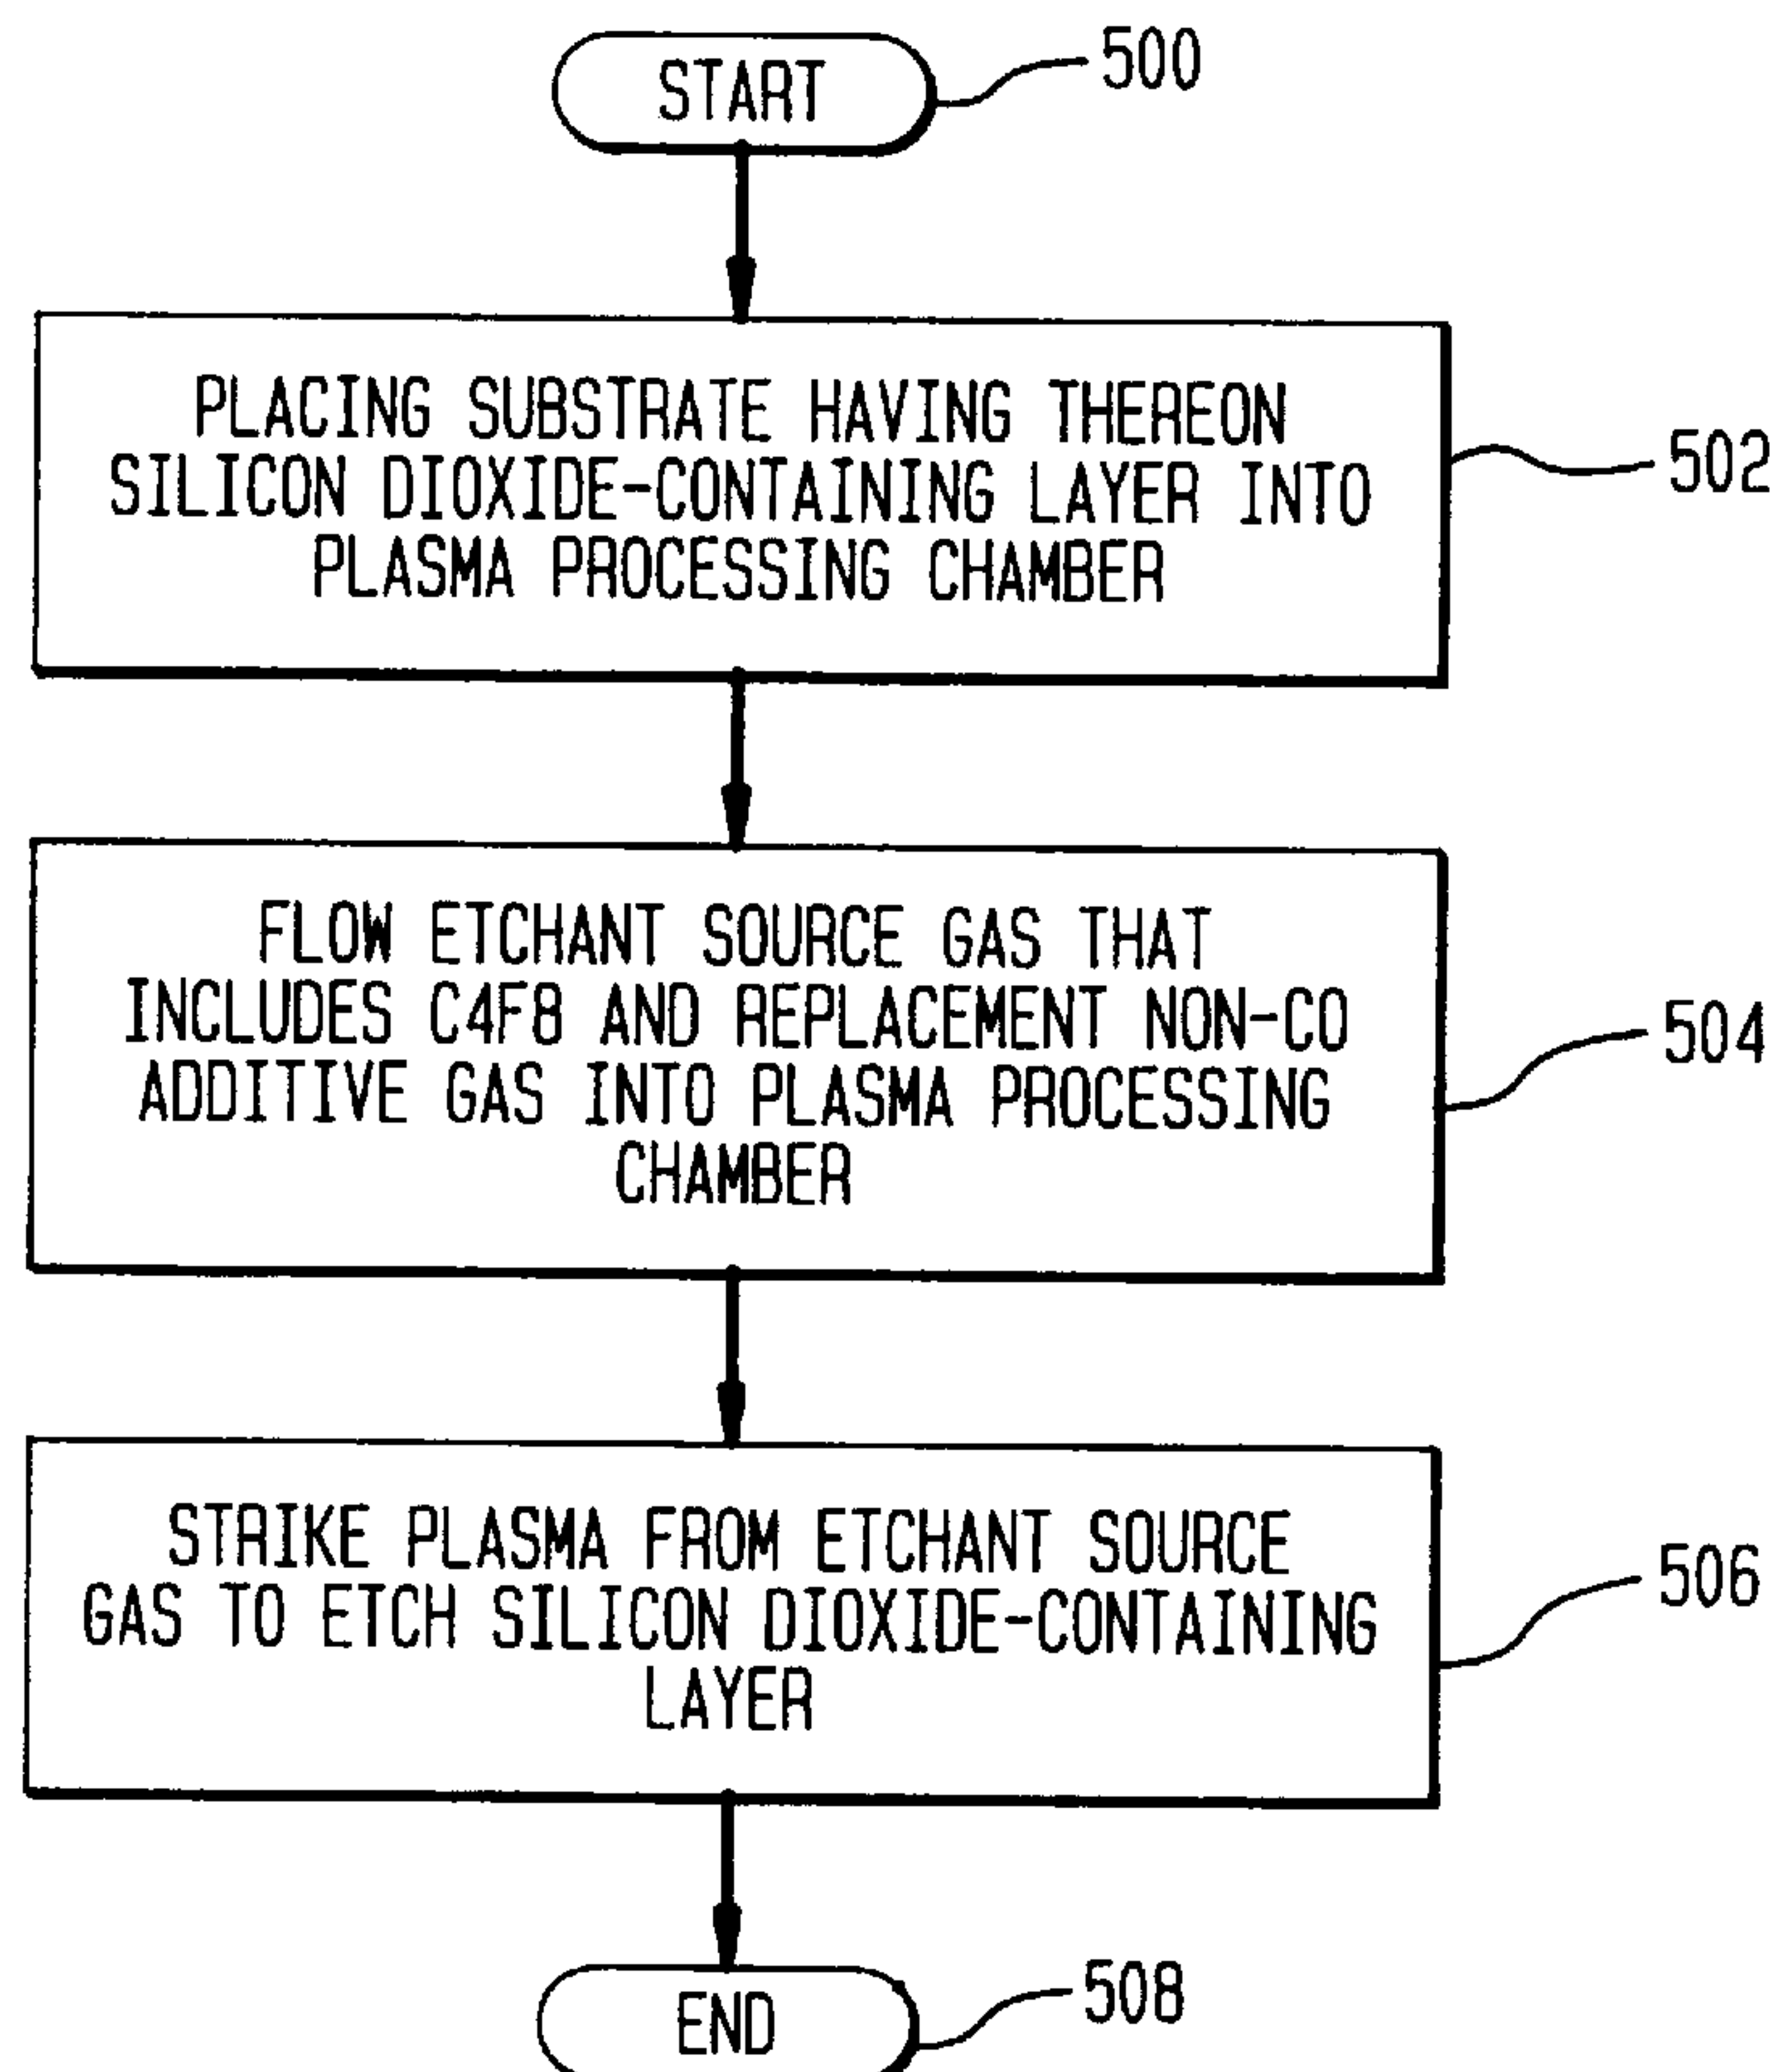 START
500
PLACING SUBSTRATE HAVING THEREON
SILICON DIOXIDE-CONTAINING LAYER INTO
PLASMA PROCESSING CHAMBER
502
FLOW ETCHANT SOURCE GAS THAT
INCLUDES C4F8 AND REPLACEMENT NON-CO
ADDITIVE GAS INTO PLASMA PROCESSING
CHAMBER
504
STRIKE PLASMA FROM ETCHANT SOURCE
GAS TO ETCH SILICON DIOXIDE-CONTAINING
LAYER
506
END
508